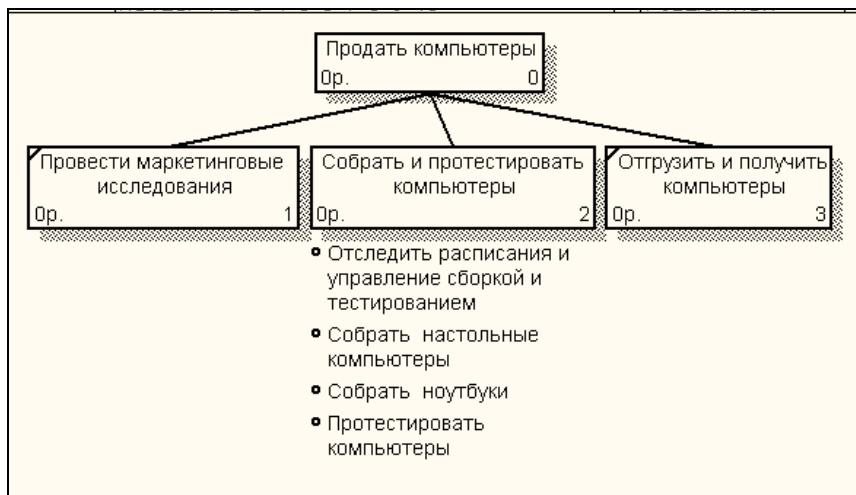 Продать компьютеры
0р. 0
Провести маркетинговые
исследования
0р. 1
Собрать и протестировать
компьютеры
0р. 2
Отгрузить и получить
компьютеры
0р. 3
Отследить расписания и
управление сборкой и
тестированием
Собрать настольные
компьютеры
Собрать ноутбуки
Протестировать
компьютеры